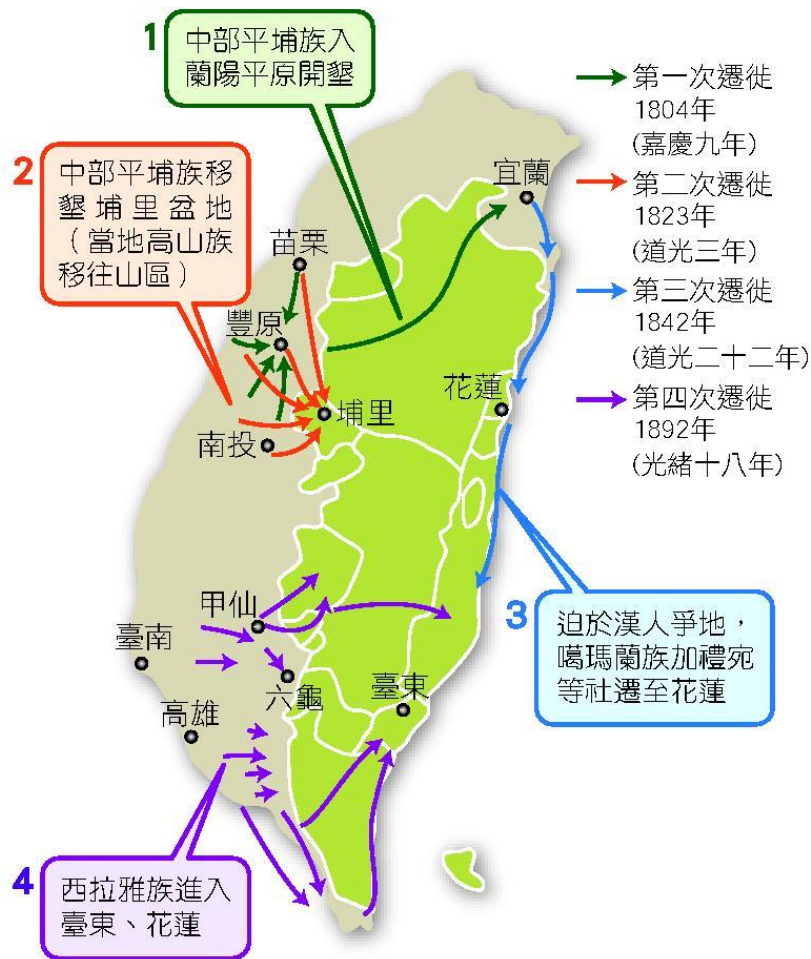 1
中部平埔族入
蘭陽平原開墾
2
中部平埔族移
墾埔里盆地
（當地高山族
移往山區）
第一次遷徙
1804年
(嘉慶九年)
第二次遷徙
1823年
(道光三年)
第三次遷徙
1842年
(道光二十二年)
第四次遷徙
1892年
(光緒十八年)
宜蘭
苗栗
豐原
花蓮
埔里
南投
甲仙
臺南
六龜
臺東
高雄
3
迫於漢人爭地，
噶瑪蘭族加禮宛
等社遷至花蓮
4
西拉雅族進入
臺東、花蓮